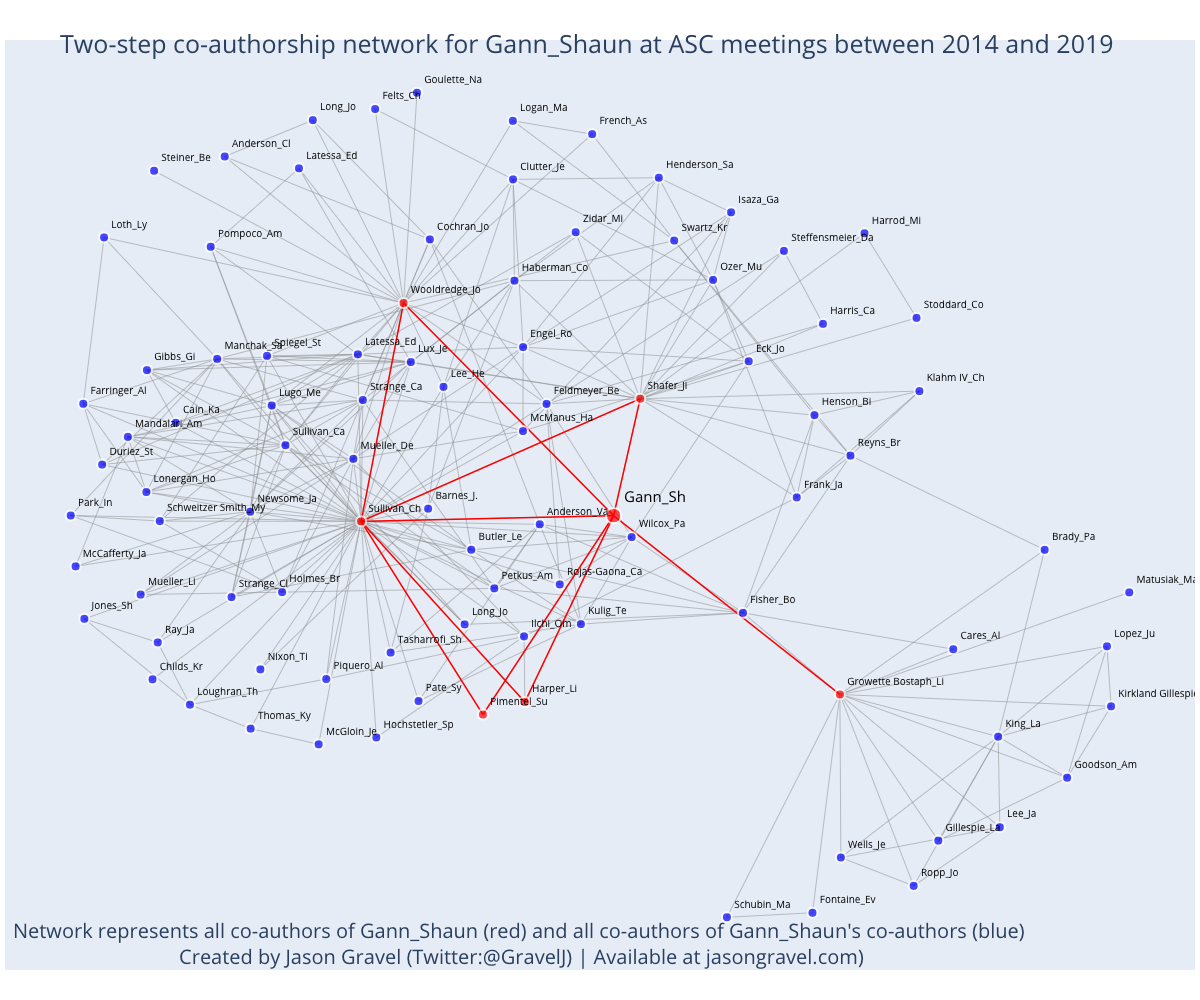 Two-step co-authorship network for Gann_Shaun at ASC meetings between 2014 and 2019
Goulette_Na
Felts_Ch
Long_Jo
Logan_Ma
French_As
Anderson_Cl
Steiner_Be
Latessa_Ed
Clutter_Je
Henderson_Sa
Isaza_Ga
Loth_Ly
Pompoco_Am
Cochran_Jo
Zidar_Mi
Swartz_Kr
Harrod_Mi
Steffensmeier_Da
Haberman_Co
Ozer_Mu
Wooldredge_Jo
Stoddard_Co
Harris_Ca
Engel_Ro
Manchak_Sa
Spiegel_St
Latessa_Ed
Lux_Je
Eck_Jo
Gibbs_Gi
Lee_He
Klahm IV_Ch
Farringer_Al
Lugo_Me
Strange_Ca
Feldmeyer_Be
Shafer_Ji
Henson_Bi
Cain_Ka
Mandalari_Am
Sullivan_Ca
McManus_Ha
Mueller_De
Reyns_Br
Duriez_St
Lonergan_Ho
Frank_Ja
Park_In
Schweitzer Smith_My
Newsome_Ja
Sullivan_Ch
Barnes_J.
Gann_Sh
Anderson_Va
Wilcox_Pa
Butler_Le
Brady_Pa
McCafferty_Ja
Mueller_Li
Strange_Cl
Holmes_Br
Petkus_Am
Rojas-Gaona_Ca
Matusiak_Ma
Fisher_Bo
Jones_Sh
Ray_Ja
Long_Jo
Ilchi_Om
Kulig_Te
Tasharrofi_Sh
Cares_Al
Lopez_Ju
Nixon_Ti
Childs_Kr
Piquero_Al
Growette Bostaph_Li
Loughran_Th
Pate_Sy
Harper_Li
Pimentel_Su
Kirkland Gillespie
Thomas_Ky
McGloin_Je
Hochstetler_Sp
King_La
Goodson_Am
Lee_Ja
Gillespie_La
Wells_Je
Ropp_Jo
Schubin_Ma
Fontaine_Ev
Network represents all co-authors of Gann_Shaun (red) and all co-authors of Gann_Shaun's co-authors (blue)
Created by Jason Gravel (Twitter:@GravelJ) | Available at jasongravel.com)